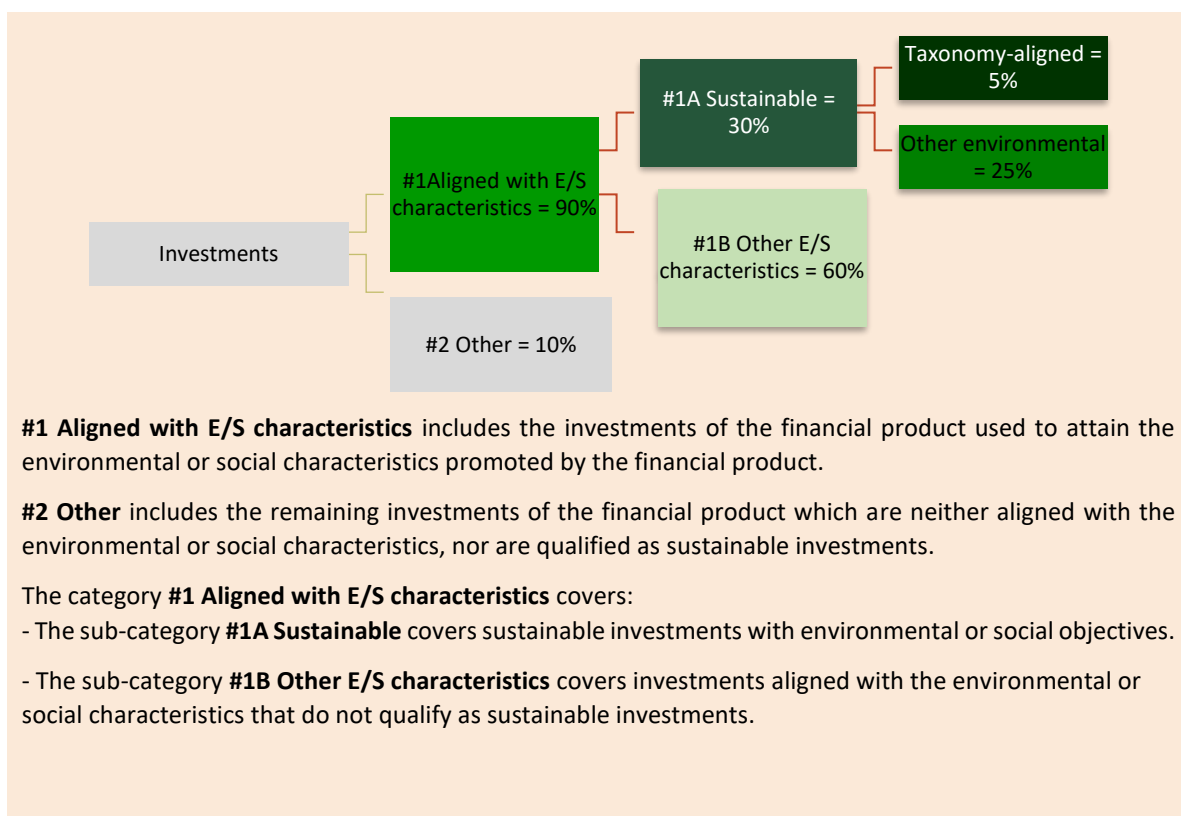 Taxonomy-aligned =
5%
#1A Sustainable =
30%
Other environmental
= 25%
#1Aligned with E/S
characteristics = 90%
Investments
#1B Other E/S
characteristics = 60%
#2 Other = 10%
#1 Aligned with E/S characteristics includes the investments of the financial product used to attain the
environmental or social characteristics promoted by the financial product.
#2 Other includes the remaining investments of the financial product which are neither aligned with the
environmental or social characteristics, nor are qualified as sustainable investments.
The category #1 Aligned with E/S characteristics covers:
- The sub-category #1A Sustainable covers sustainable investments with environmental or social objectives.
- The sub-category #1B Other E/S characteristics covers investments aligned with the environmental or
social characteristics that do not qualify as sustainable investments.